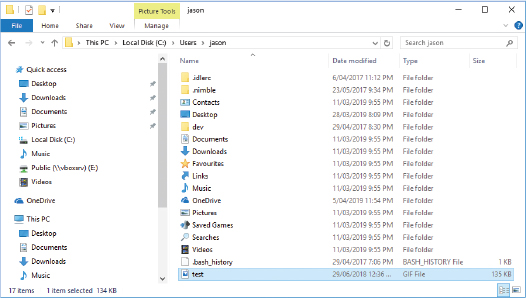 Picture Tools
jason
File
Home
Share
View
Manage
This PC > Local Disk (C:) > Users > jason
Search jason
Quick access
Desktop
Downloads
Documents
Pictures
Local Disk (C:)
Music
Public (\\vboxsrv) (E:)
Videos
OneDrive
This PC
Desktop
Documents
Downloads
Music
Name Date modified Type Size
.idlerc 6/04/2017 11:12 PM File folder
.nimble 23/05/2017 9:34 PM File folder
Contacts 11/03/2019 9:55 PM File folder
Desktop 28/03/2019 8:09 PM File folder
dev 29/04/2017 8:30 PM File folder
Documents 11/03/2019 9:55 PM File folder
Downloads 11/03/2019 9:55 PM File folder
Favourites 11/03/2019 9:55 PM File folder
Links 11/03/2019 9:55 PM File folder
Music 11/03/2019 9:55 PM File folder
OneDrive 5/04/2019 11:54 PM File folder
Pictures 11/03/2019 9:55 PM File folder
Saved Games 11/03/2019 9:55 PM File folder
Searches 11/03/2019 9:55 PM File folder
Videos 11/03/2019 9:55 PM File folder
.bash_history 29/04/2017 7:06 PM BASH_HISTORY File 1 KB
test 29/06/2018 12:36 ... GIF File 135 KB
17 items 1 item selected 134 KB